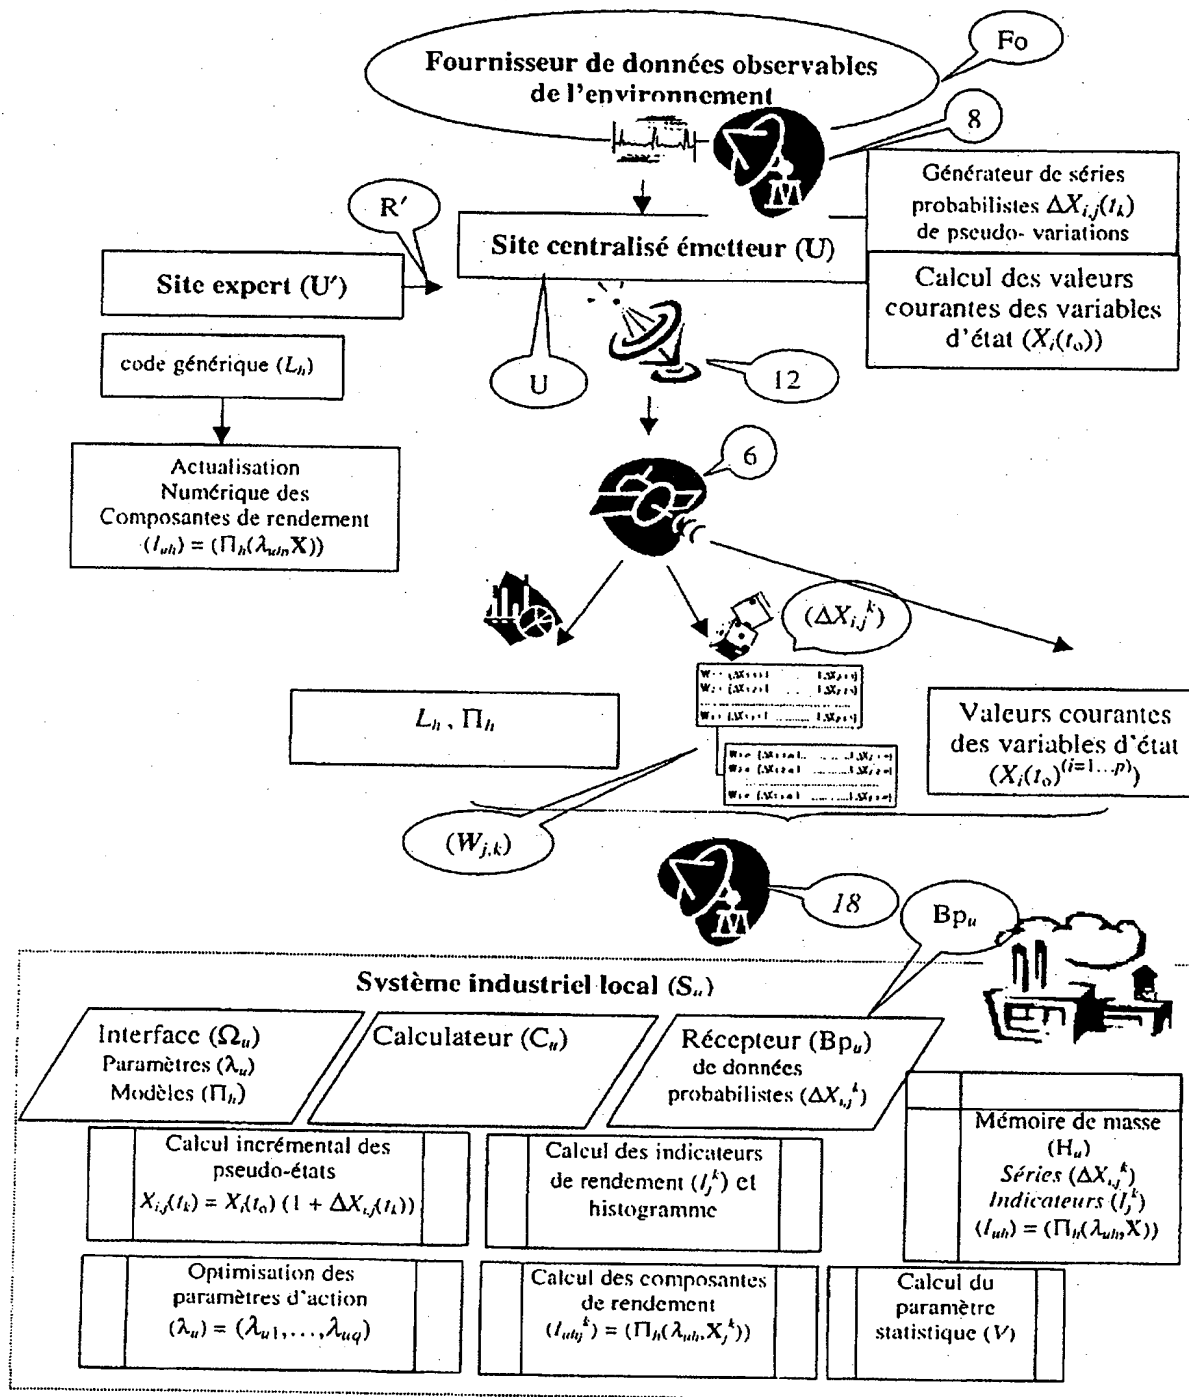 Fo
Fournisseur de données observables
de l'environnement
8
Générateur de séries
probabilistes ΔX_{i,j}(t_k)
de pseudo- variations
R'
Site centralisé émetteur (U)
Site expert (U')
Calcul des valeurs
courantes des variables
d'état (X_i(t_o))
code générique (L_h)
U
12
6
Actualisation
Numérique des
Composantes de rendement
(I_{uh}) = (Π_h(λ_{uh}, X))
(ΔX_{i,j}^k)
L_h , Π_h
Valeurs courantes
des variables d'état
(X_i(t_o)^{(i=1...p)})
(W_{j,k})
18
Bp_u
Système industriel local (S_u)
Interface (Ω_u)
Paramètres (λ_u)
Modèles (Π_h)
Calculateur (C_u)
Récepteur (Bp_u)
de données
probabilistes (ΔX_{i,j}^k)
Mémoire de masse
(H_u)
Séries (ΔX_{i,j}^k)
Indicateurs (I_j^k)
(I_{uh}) = (Π_h(λ_{uh}, X))
Calcul incrémental des
pseudo-états
X_{i,j}(t_k) = X_i(t_o) (1 + ΔX_{i,j}(t_k))
Calcul des indicateurs
de rendement (I_j^k) et
histogramme
Optimisation des
paramètres d'action
(λ_u) = (λ_{u1},...,λ_{uq})
Calcul des composantes
de rendement
(I_{uhj}^k) = (Π_h(λ_{uh}, X_j^k))
Calcul du
paramètre
statistique (V)